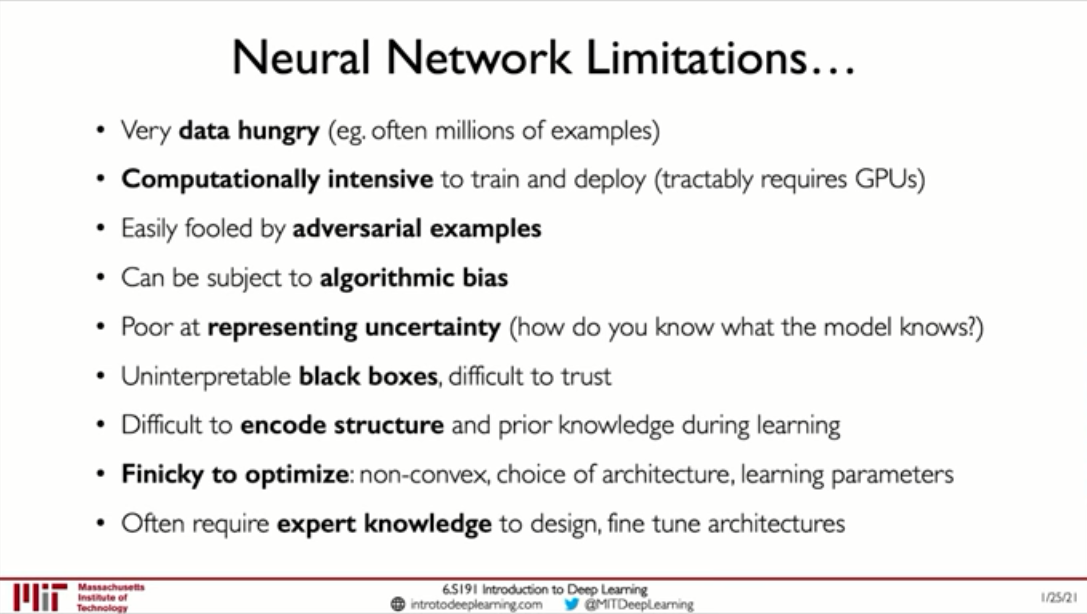 Neural Network Limitations...
• Very data hungry (eg. often millions of examples)
• Computationally intensive to train and deploy (tractably requires GPUs)
• Easily fooled by adversarial examples
• Can be subject to algorithmic bias
• Poor at representing uncertainty (how do you know what the model knows?)
• Uninterpretable black boxes, difficult to trust
• Difficult to encode structure and prior knowledge during learning
• Finicky to optimize: non-convex, choice of architecture, learning parameters
• Often require expert knowledge to design, fine tune architectures
Massachusetts
Institute of
Technology
6.S191 Introduction to Deep Learning
introtodeeplearning.com @MITDeepLearning
1/25/21